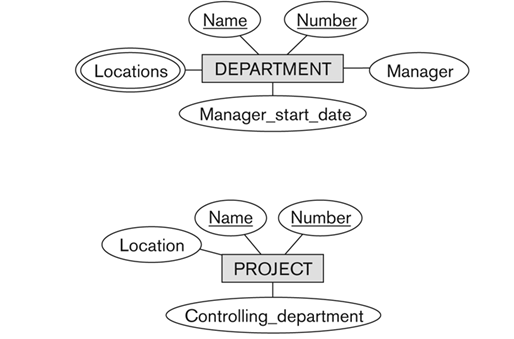 Name
Number
Locations
DEPARTMENT
Manager
Manager_start_date
Name
Number
Location
PROJECT
Controlling_department